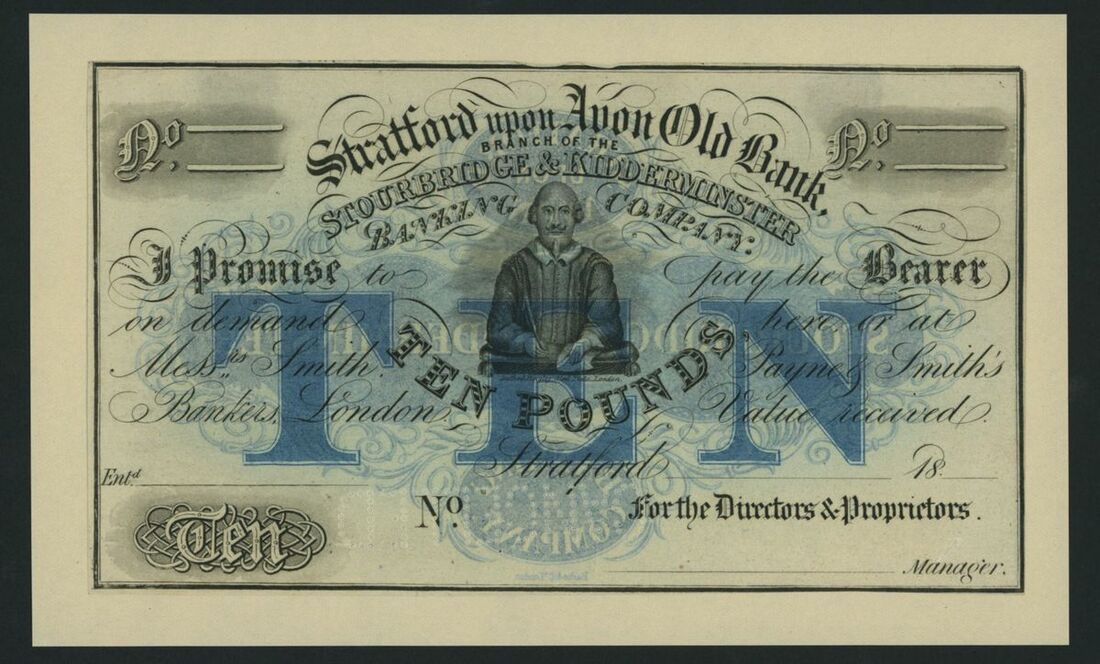 No, No,
Stratford upon Avon Old Bank,
BRANCH OF THE
STOURBRIDGE & KIDDERMINSTER
BANKING COMPANY.
I Promise to pay the Bearer
on demand here, or at
Messrs Smith, Payne & Smith's
Bankers, London. Value received.
TEN
TEN POUNDS.
Stratford 18
Entd
No. For the Directors & Proprietors.
Ten
COMPANY
Manager.